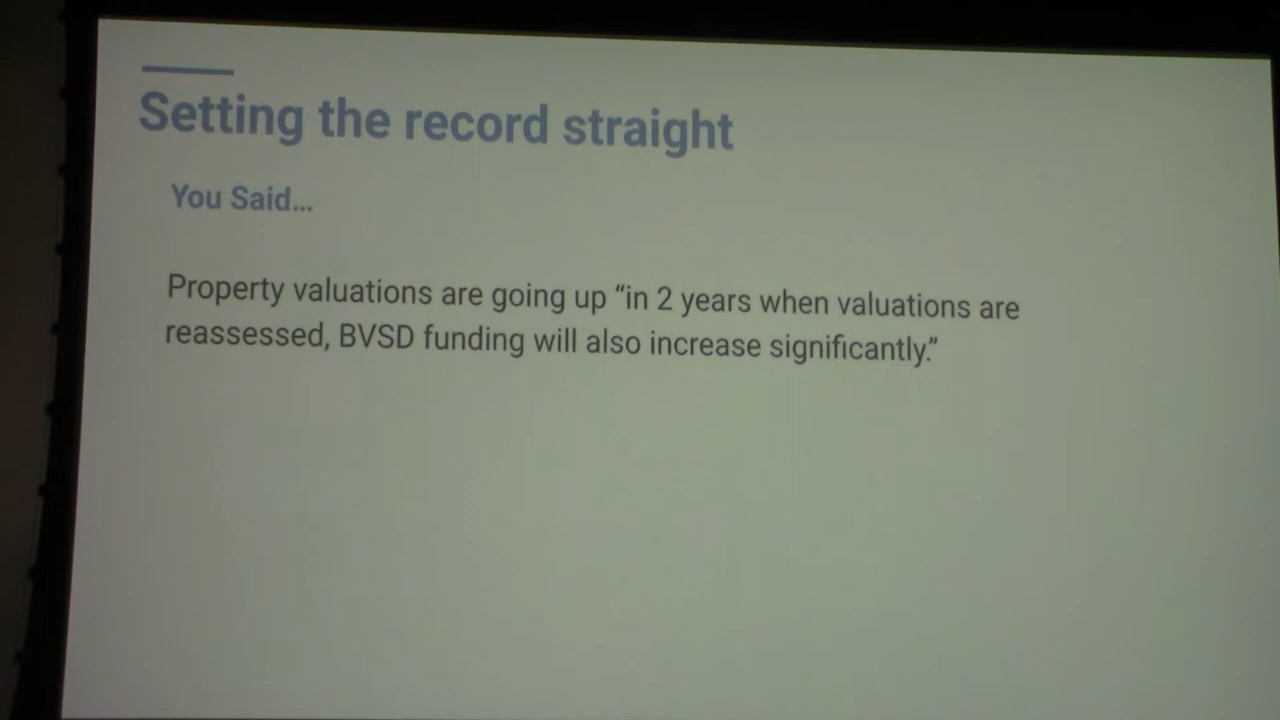 Setting the record straight
You Said...
Property valuations are going up “in 2 years when valuations are
reassessed, BVSD funding will also increase significantly.”